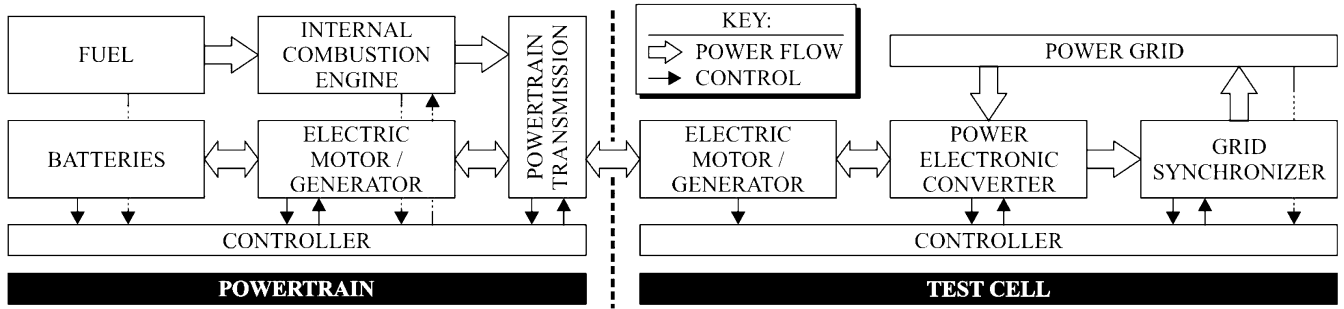 FUEL
INTERNAL
COMBUSTION
ENGINE
POWERTRAIN
TRANSMISSION
BATTERIES
ELECTRIC
MOTOR /
GENERATOR
CONTROLLER
POWERTRAIN
KEY:
POWER FLOW
CONTROL
POWER GRID
ELECTRIC
MOTOR /
GENERATOR
POWER
ELECTRONIC
CONVERTER
GRID
SYNCHRONIZER
CONTROLLER
TEST CELL